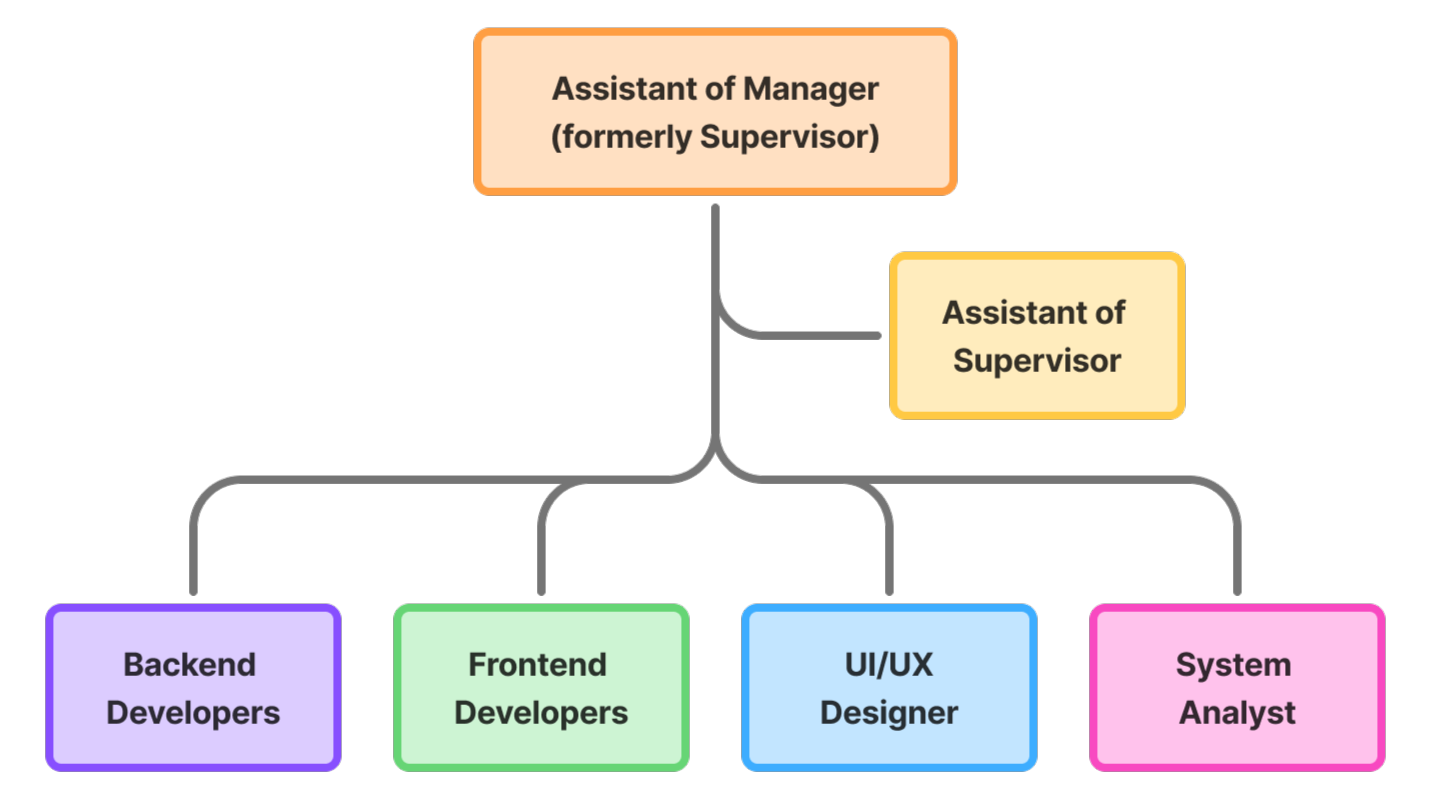 Assistant of Manager
(formerly Supervisor)
Assistant of
Supervisor
Backend
Developers
Frontend
Developers
UI/UX
Designer
System
Analyst